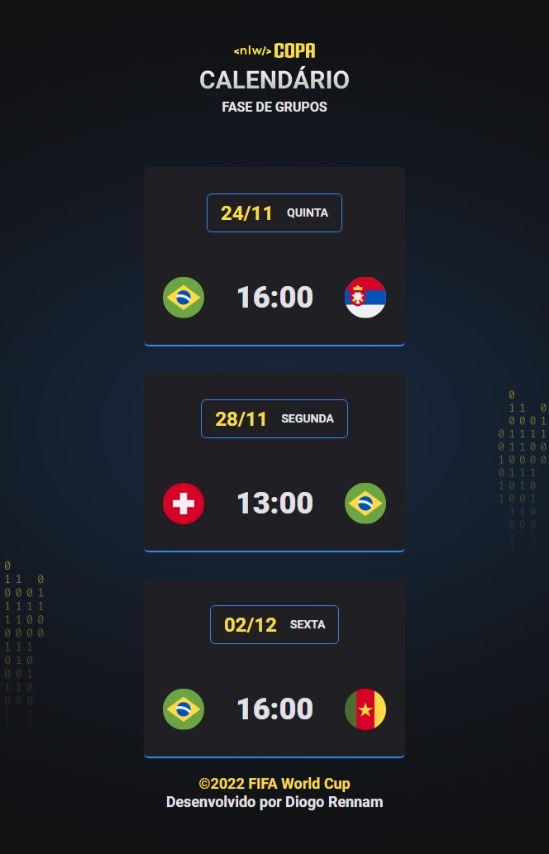 <nlw/> COPA
CALENDÁRIO
FASE DE GRUPOS
24/11 QUINTA
16:00
28/11 SEGUNDA
13:00
02/12 SEXTA
16:00
©2022 FIFA World Cup
Desenvolvido por Diogo Rennam